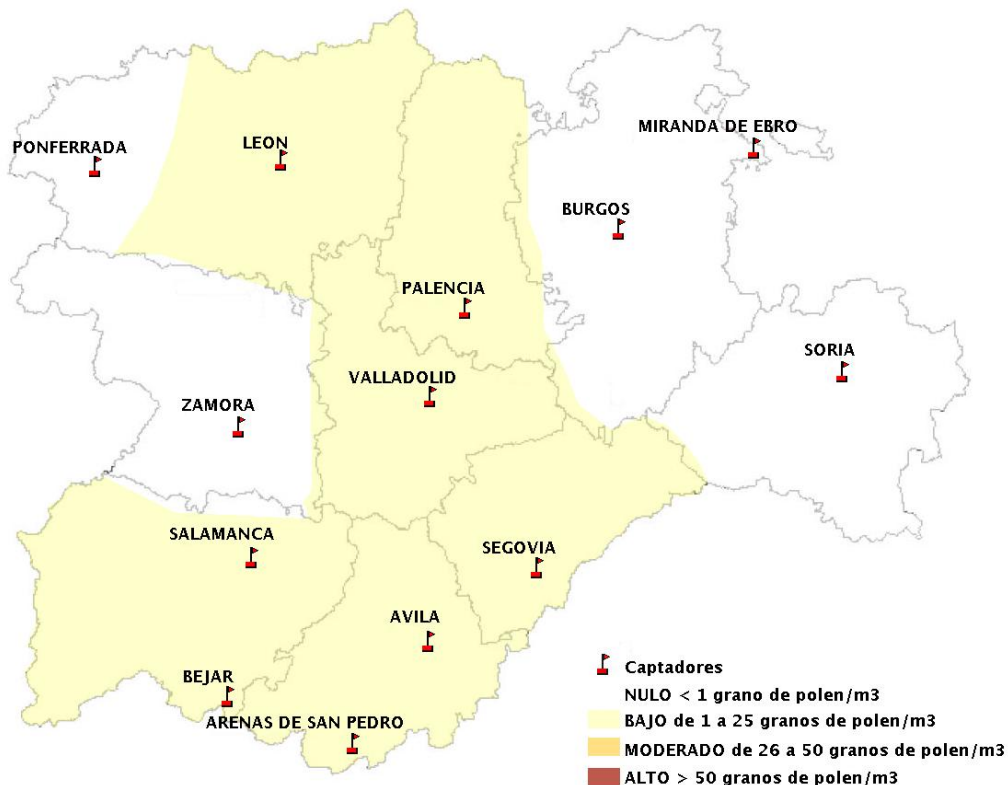 MIRANDA DE EBRO
PONFERRADA
LEON
BURGOS
PALENCIA
SORIA
VALLADOLID
ZAMORA
SALAMANCA
SEGOVIA
AVILA
BEJAR
ARENAS DE SAN PEDRO
Captadores
NULO < 1 grano de polen/m3
BAJO de 1 a 25 granos de polen/m3
MODERADO de 26 a 50 granos de polen/m3
ALTO > 50 granos de polen/m3